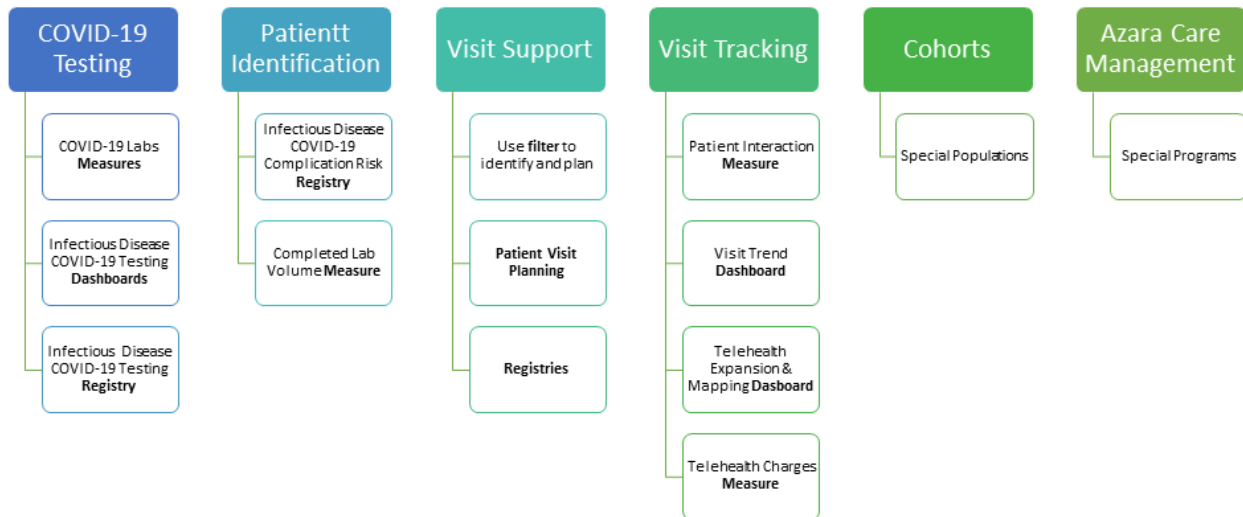 COVID-19
Testing
COVID-19 Labs
Measures
Infectious Disease
COVID-19 Testing
Dashboards
Infectious Disease
COVID-19 Testing
Registry
Patientt
Identification
Infectious Disease
COVID-19
Complication Risk
Registry
Completed Lab
Volume Measure
Visit Support
Use filter to
identify and plan
Patient Visit
Planning
Registries
Visit Tracking
Patient Interaction
Measure
Visit Trend
Dashboard
Telehealth
Expansion &
Mapping Dasboard
Telehealth Charges
Measure
Cohorts
Special Populations
Azara Care
Management
Special Programs